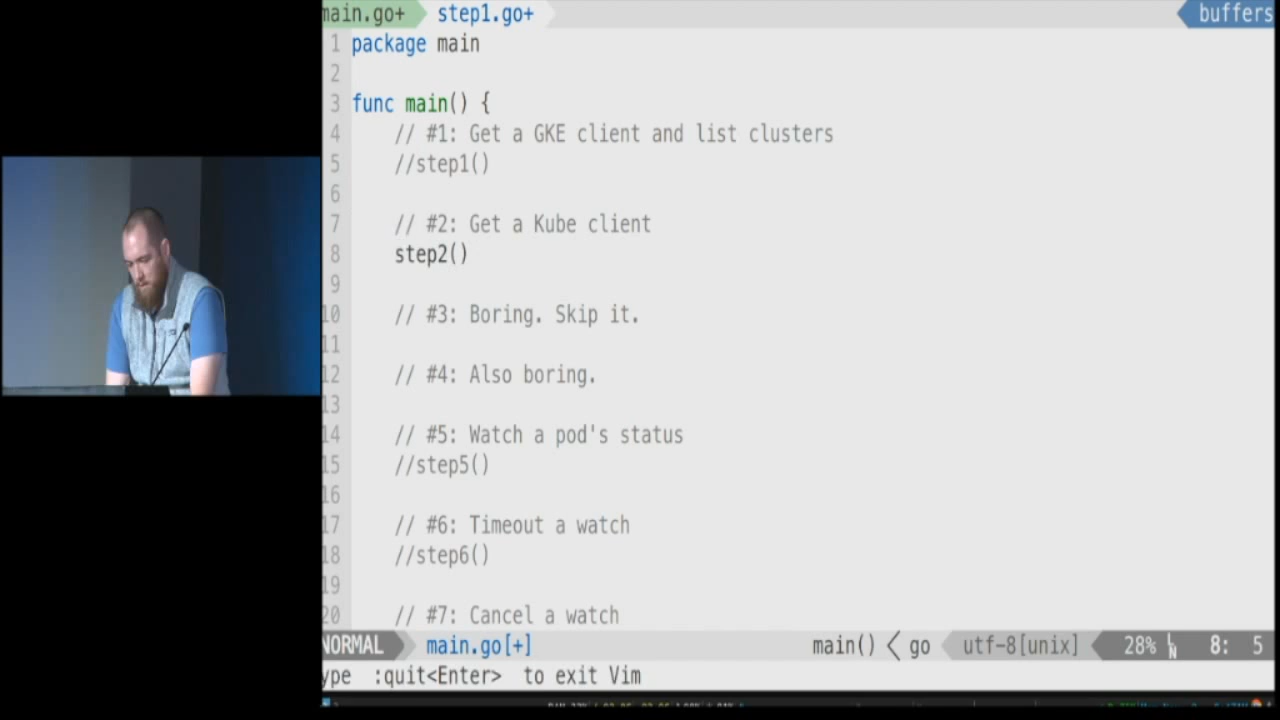 main.go+ step1.go+ buffers
1 package main
2
3 func main() {
4 // #1: Get a GKE client and list clusters
5 //step1()
6
7 // #2: Get a Kube client
8 step2()
9
10 // #3: Boring. Skip it.
11
12 // #4: Also boring.
13
14 // #5: Watch a pod's status
15 //step5()
16
17 // #6: Timeout a watch
18 //step6()
19
20 // #7: Cancel a watch
NORMAL main.go[+] main() < go utf-8[unix] 28% LN 8: 5
ype :quit<Enter> to exit Vim